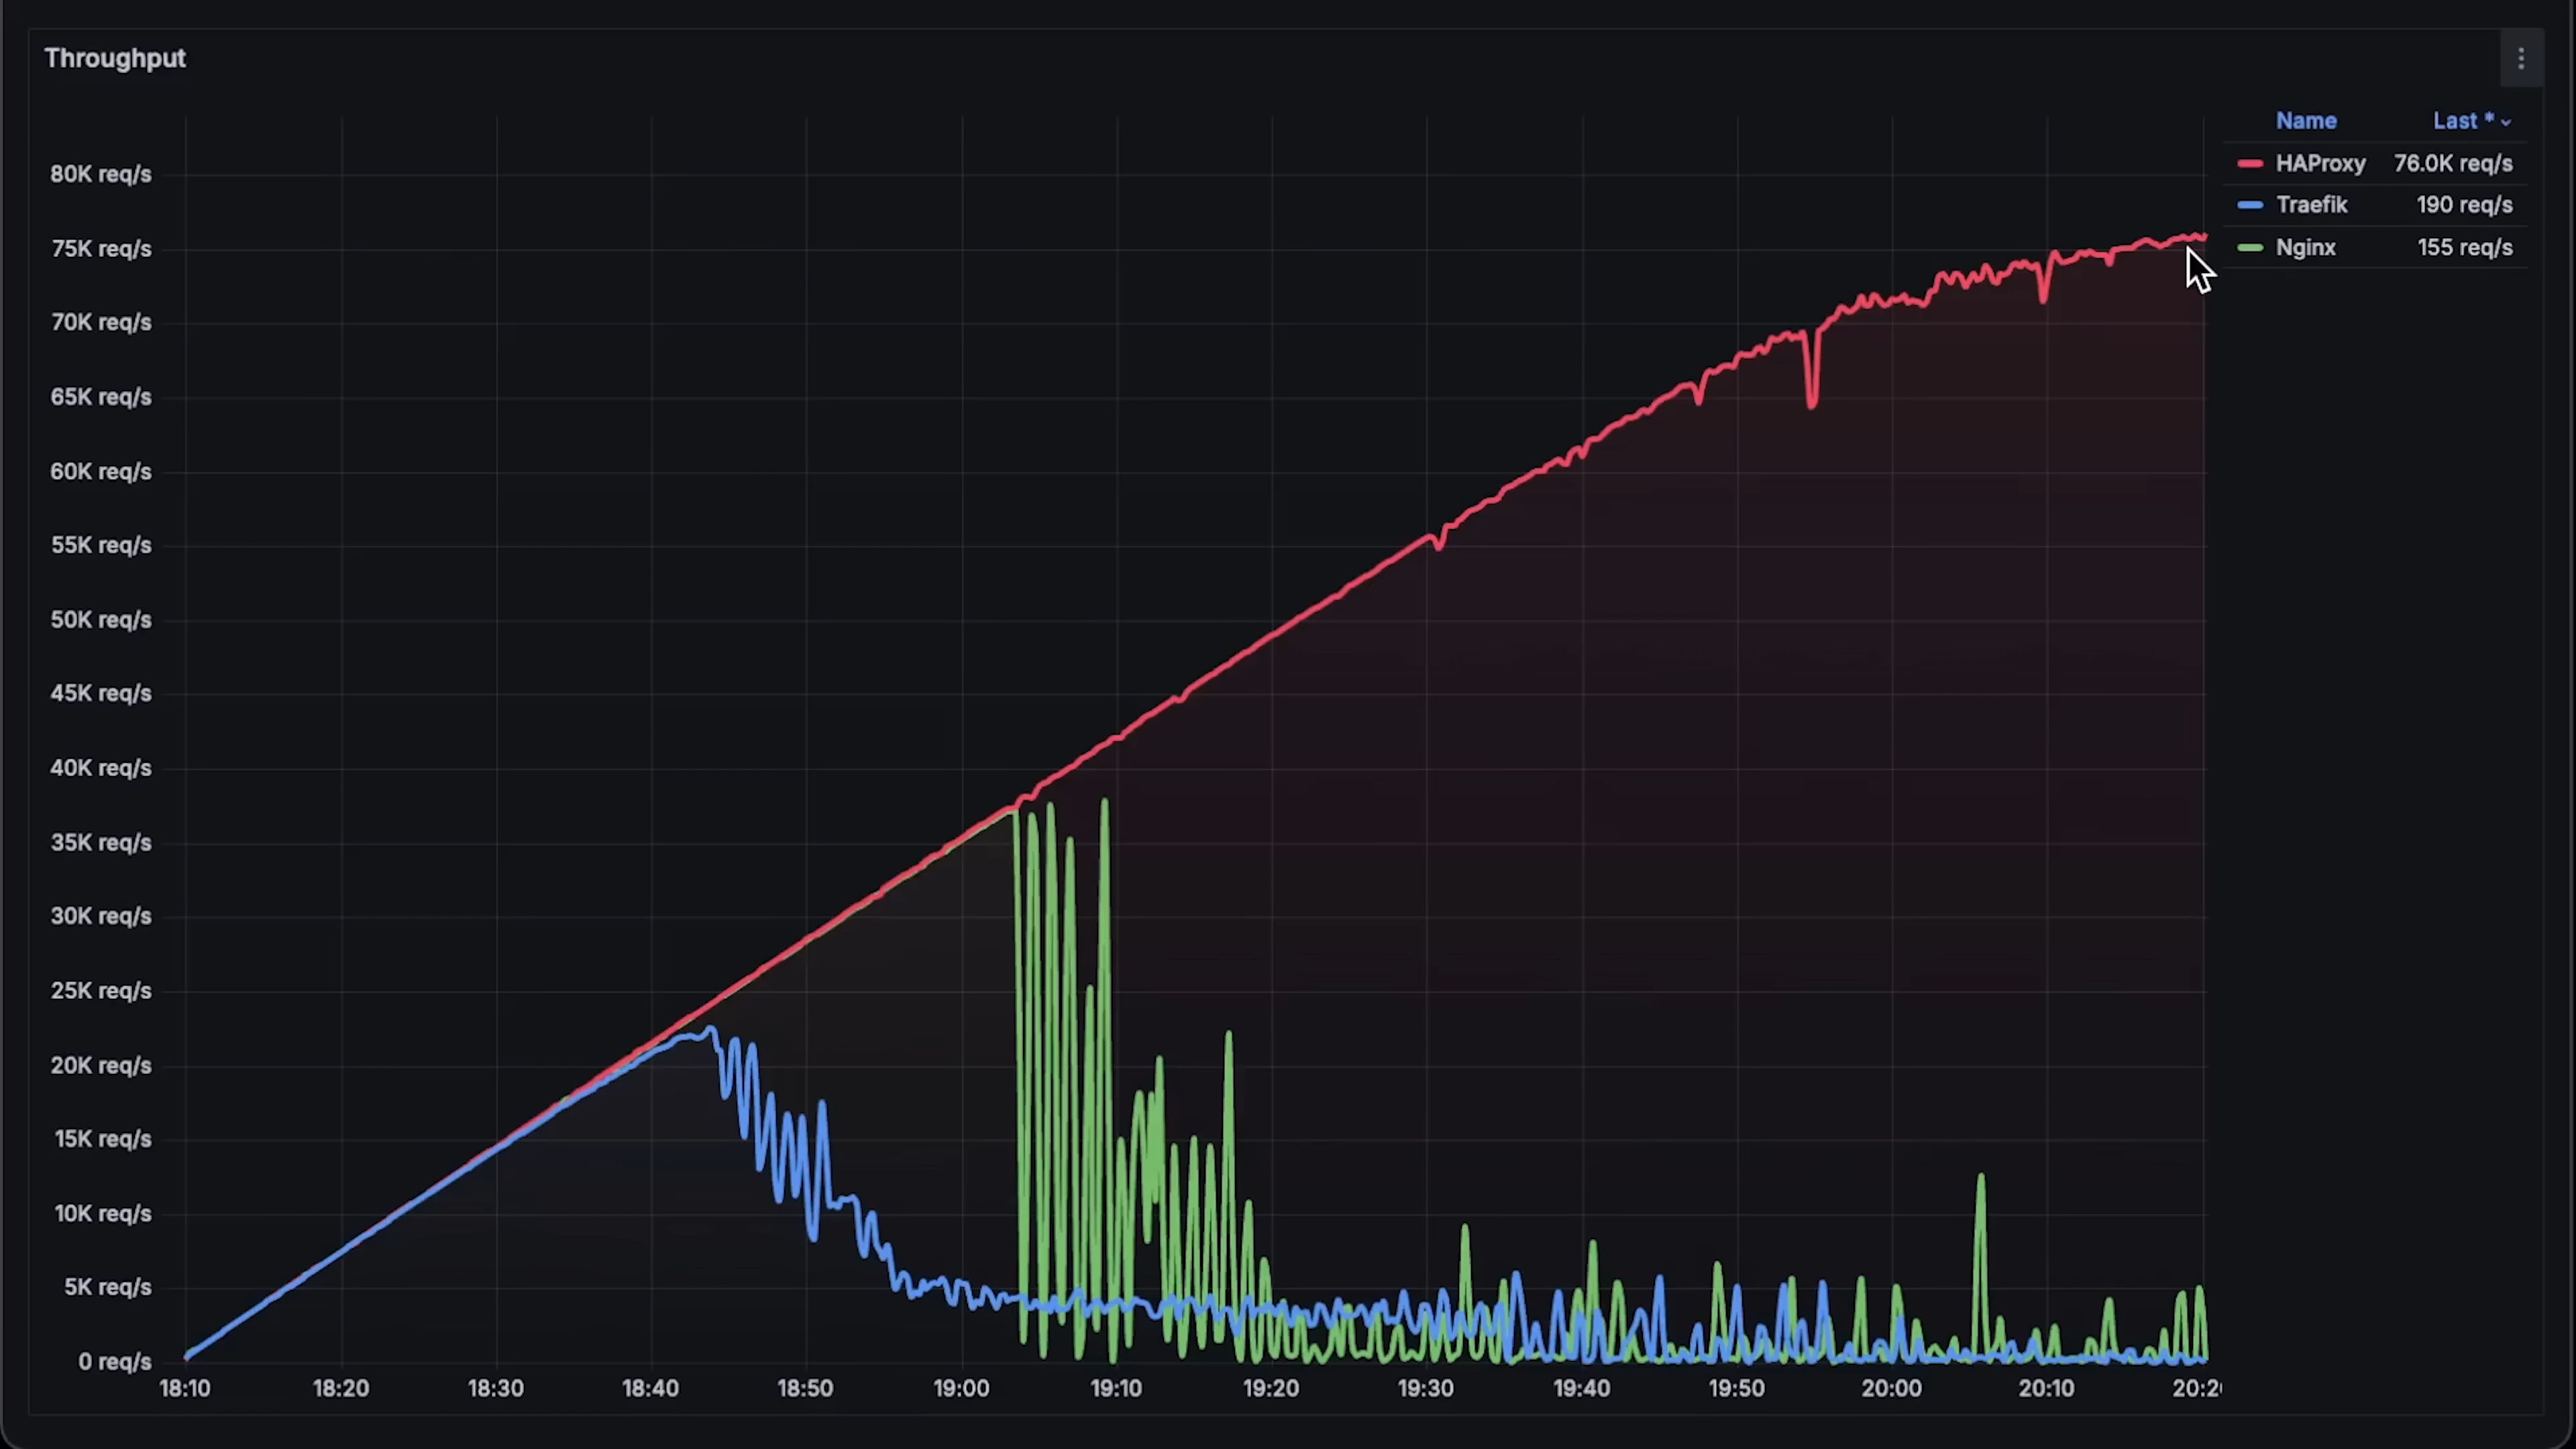 Throughput
Name Last *
HAProxy 76.0K req/s
Traefik 190 req/s
Nginx 155 req/s
80K req/s
75K req/s
70K req/s
65K req/s
60K req/s
55K req/s
50K req/s
45K req/s
40K req/s
35K req/s
30K req/s
25K req/s
20K req/s
15K req/s
10K req/s
5K req/s
0 req/s
18:10 18:20 18:30 18:40 18:50 19:00 19:10 19:20 19:30 19:40 19:50 20:00 20:10